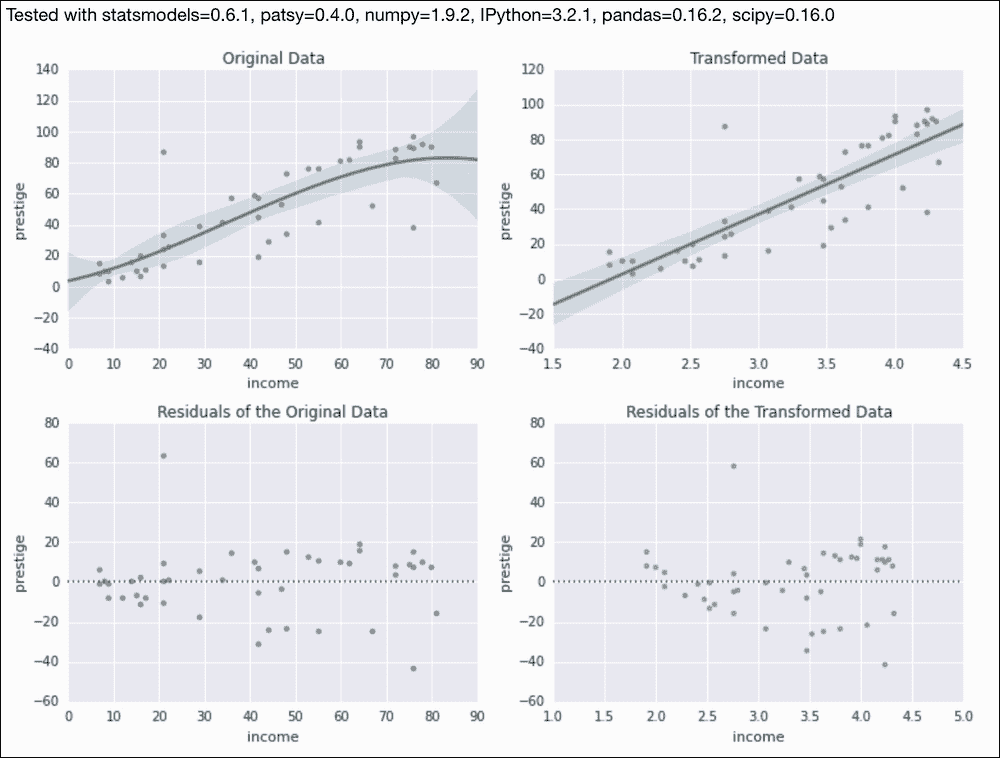 Tested with statsmodels=0.6.1, patsy=0.4.0, numpy=1.9.2, IPython=3.2.1, pandas=0.16.2, scipy=0.16.0
Original Data
140
120
100
80
60
40
20
0
−20
−40
prestige
0 10 20 30 40 50 60 70 80 90
income
Transformed Data
120
100
80
60
40
20
0
−20
−40
prestige
1.5 2.0 2.5 3.0 3.5 4.0 4.5
income
Residuals of the Original Data
80
60
40
20
0
−20
−40
−60
prestige
0 10 20 30 40 50 60 70 80 90
income
Residuals of the Transformed Data
80
60
40
20
0
−20
−40
−60
prestige
1.0 1.5 2.0 2.5 3.0 3.5 4.0 4.5 5.0
income